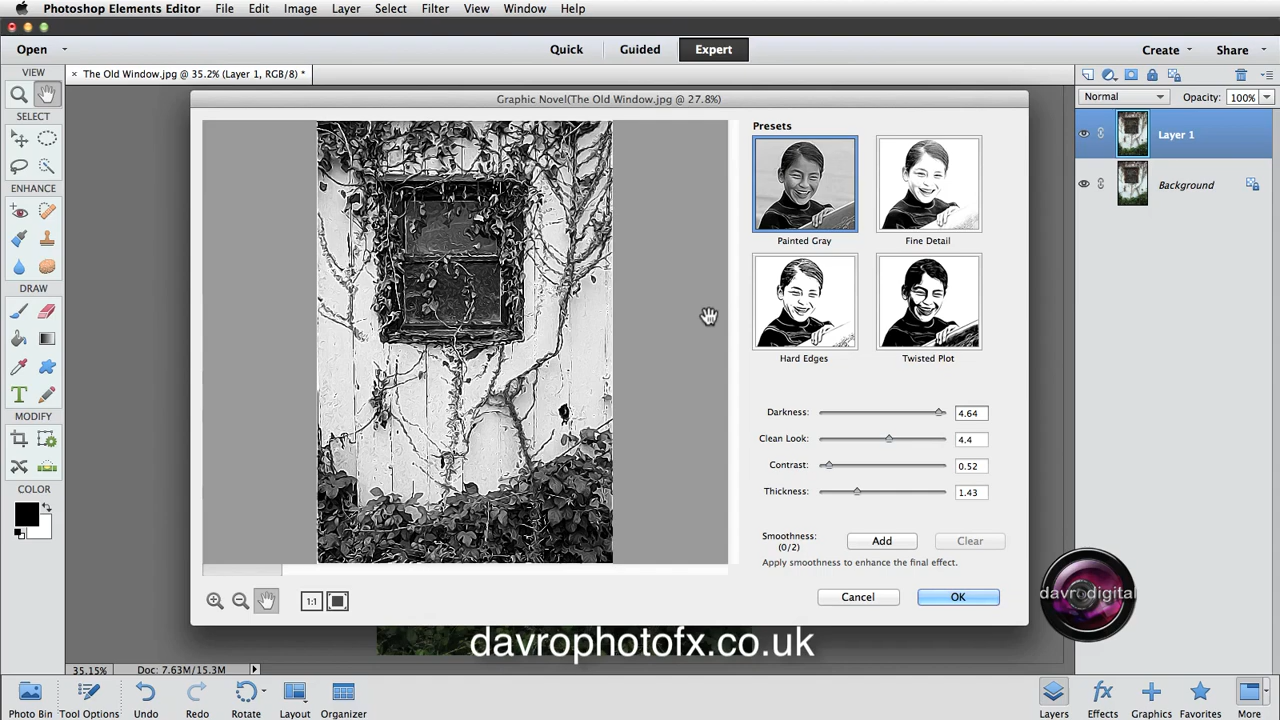 Photoshop Elements Editor File Edit Image Layer Select Filter View Window Help
Open Quick Guided Expert Create Share
VIEW × The Old Window.jpg @ 35.2% (Layer 1, RGB/8) *
Graphic Novel(The Old Window.jpg @ 27.8%)
Normal Opacity: 100%
SELECT
Presets
Layer 1
ENHANCE
Background
Painted Gray Fine Detail
DRAW
Hard Edges Twisted Plot
MODIFY
Darkness: 4.64
Clean Look: 4.4
Contrast: 0.52
COLOR
Thickness: 1.43
Smoothness: Add Clear
(0/2)
Apply smoothness to enhance the final effect.
1:1 Cancel OK
davrodigital
davrophotofx.co.uk
35.15% Doc: 7.63M/15.3M
Photo Bin Tool Options Undo Redo Rotate Layout Organizer Layers Effects Graphics Favorites More